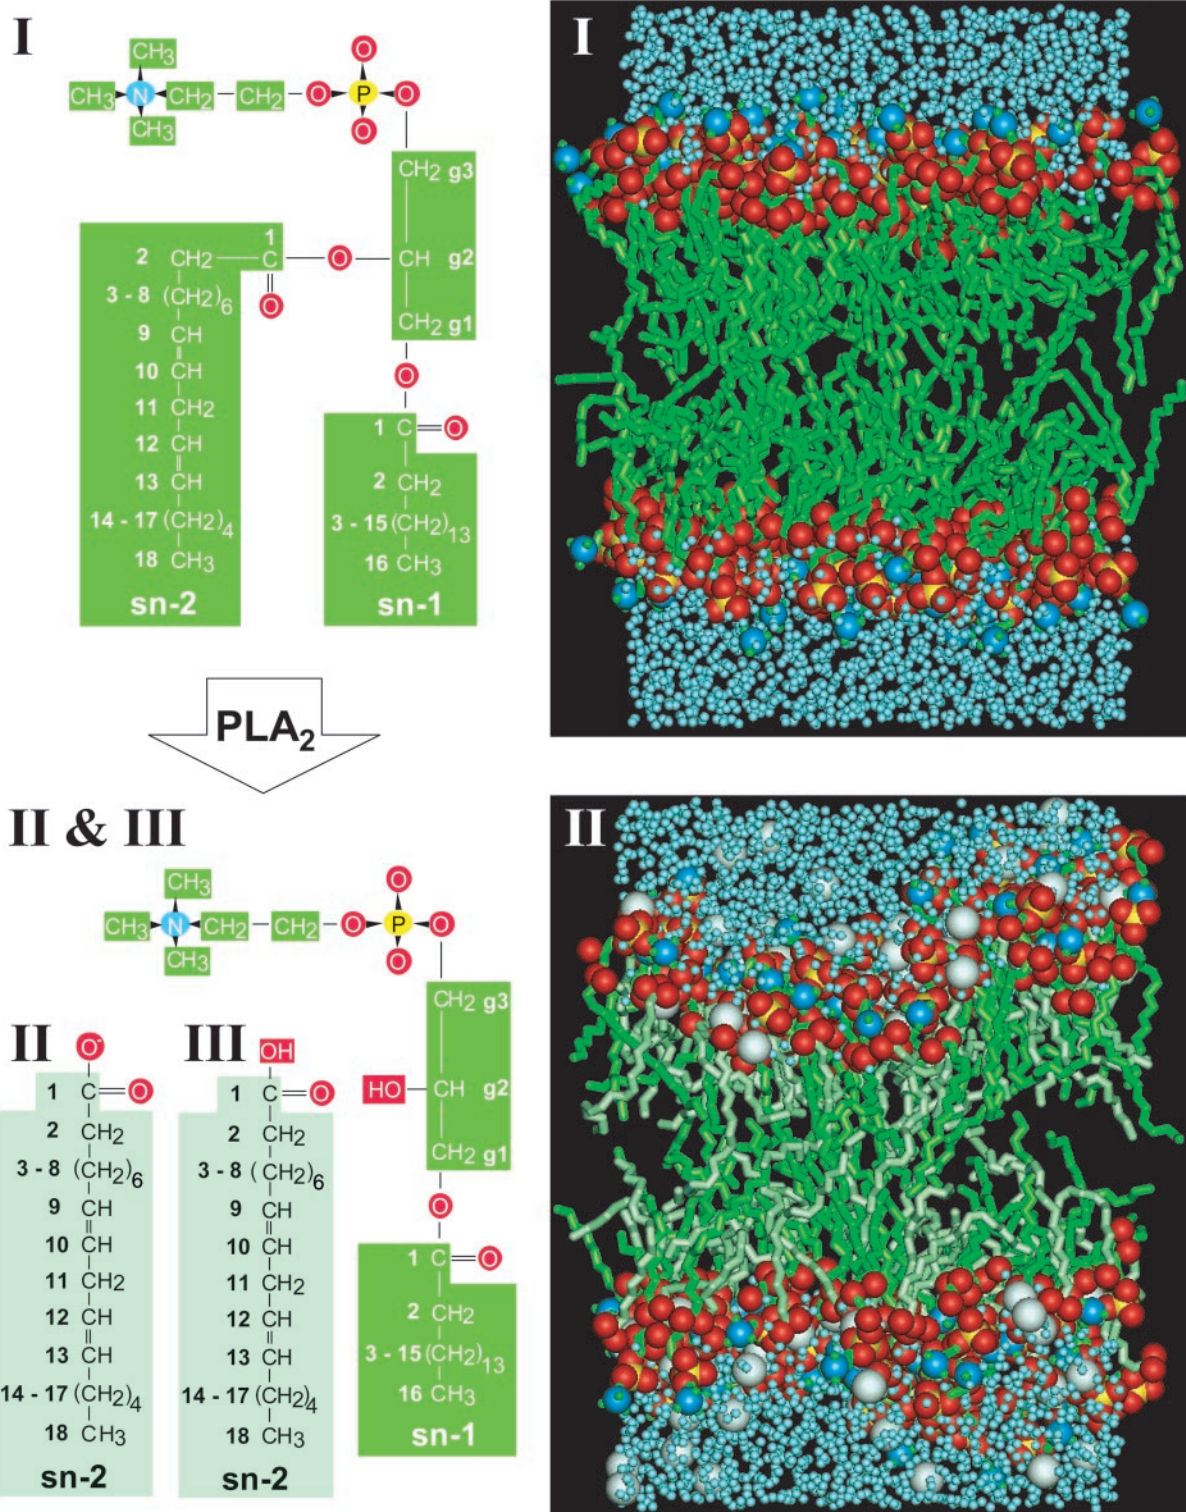 I
CH3
CH3 N CH2 — CH2 — O P O
CH3
O
O
CH2 g3
CH g2
CH2 g1
O
O
1
2 CH2 — C — O
3 - 8 (CH2)6
9 CH
10 CH
11 CH2
12 CH
13 CH
14 - 17 (CH2)4
18 CH3
sn-2
O
1 C=O
2 CH2
3 - 15 (CH2)13
16 CH3
sn-1
I
PLA2
II & III
CH3
CH3 N CH2 — CH2 — O P O
CH3
O
O
CH2 g3
HO — CH g2
CH2 g1
O
II
O-
1 C=O
2 CH2
3 - 8 (CH2)6
9 CH
10 CH
11 CH2
12 CH
13 CH
14 - 17 (CH2)4
18 CH3
sn-2
III
OH
1 C=O
2 CH2
3 - 8 (CH2)6
9 CH
10 CH
11 CH2
12 CH
13 CH
14 - 17 (CH2)4
18 CH3
sn-2
1 C=O
2 CH2
3 - 15 (CH2)13
16 CH3
sn-1
II